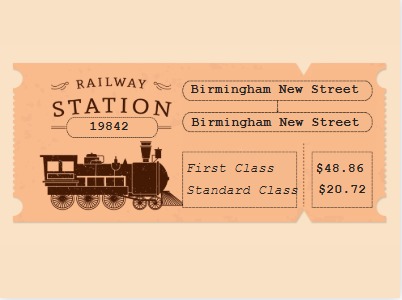 RAILWAY
STATION
19842
Birmingham New Street
Birmingham New Street
First Class $48.86
Standard Class $20.72